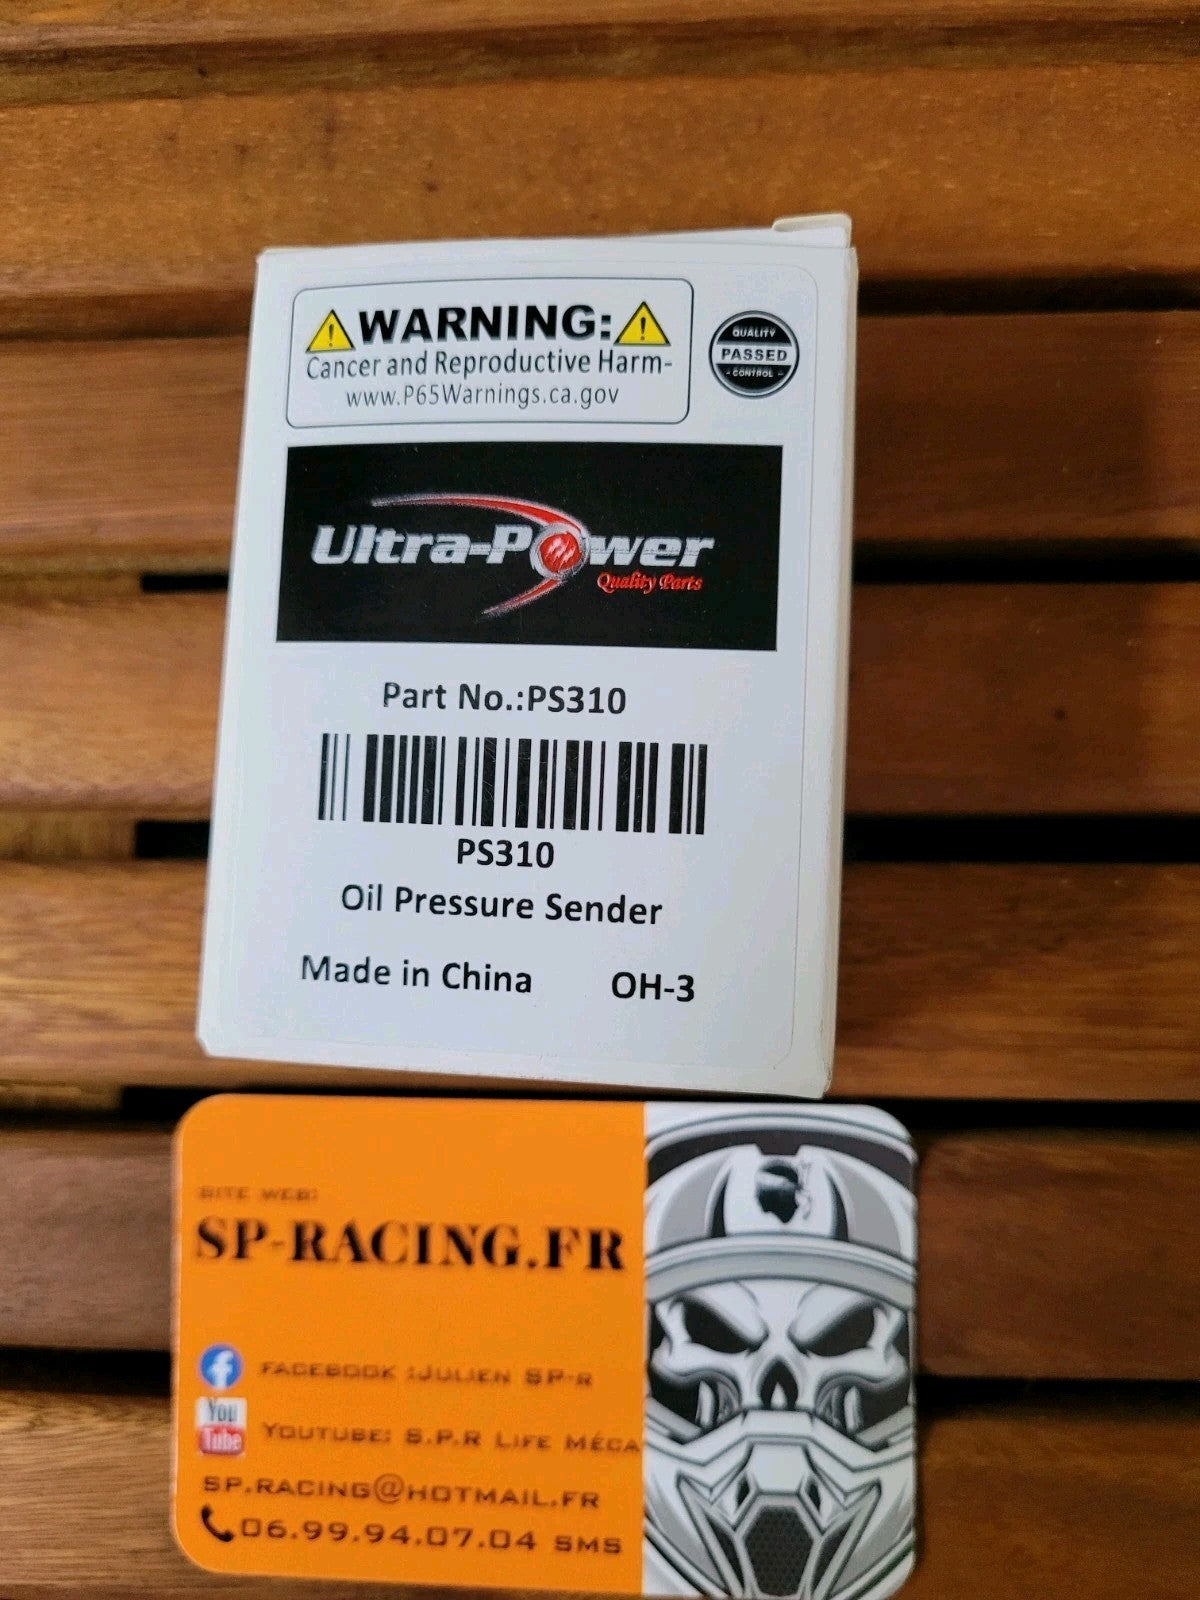 WARNING:
Cancer and Reproductive Harm-
www.P65Warnings.ca.gov
QUALITY
PASSED
- CONTROL -
Ultra-Power
Quality Parts
Part No.:PS310
PS310
Oil Pressure Sender
Made in China OH-3
SITE WEB:
SP-RACING.FR
FACEBOOK :JULIEN SP-R
You
Tube
YOUTUBE: S.P.R LIFE MÉCA
SP.RACING@HOTMAIL.FR
06.99.94.07.04 SMS